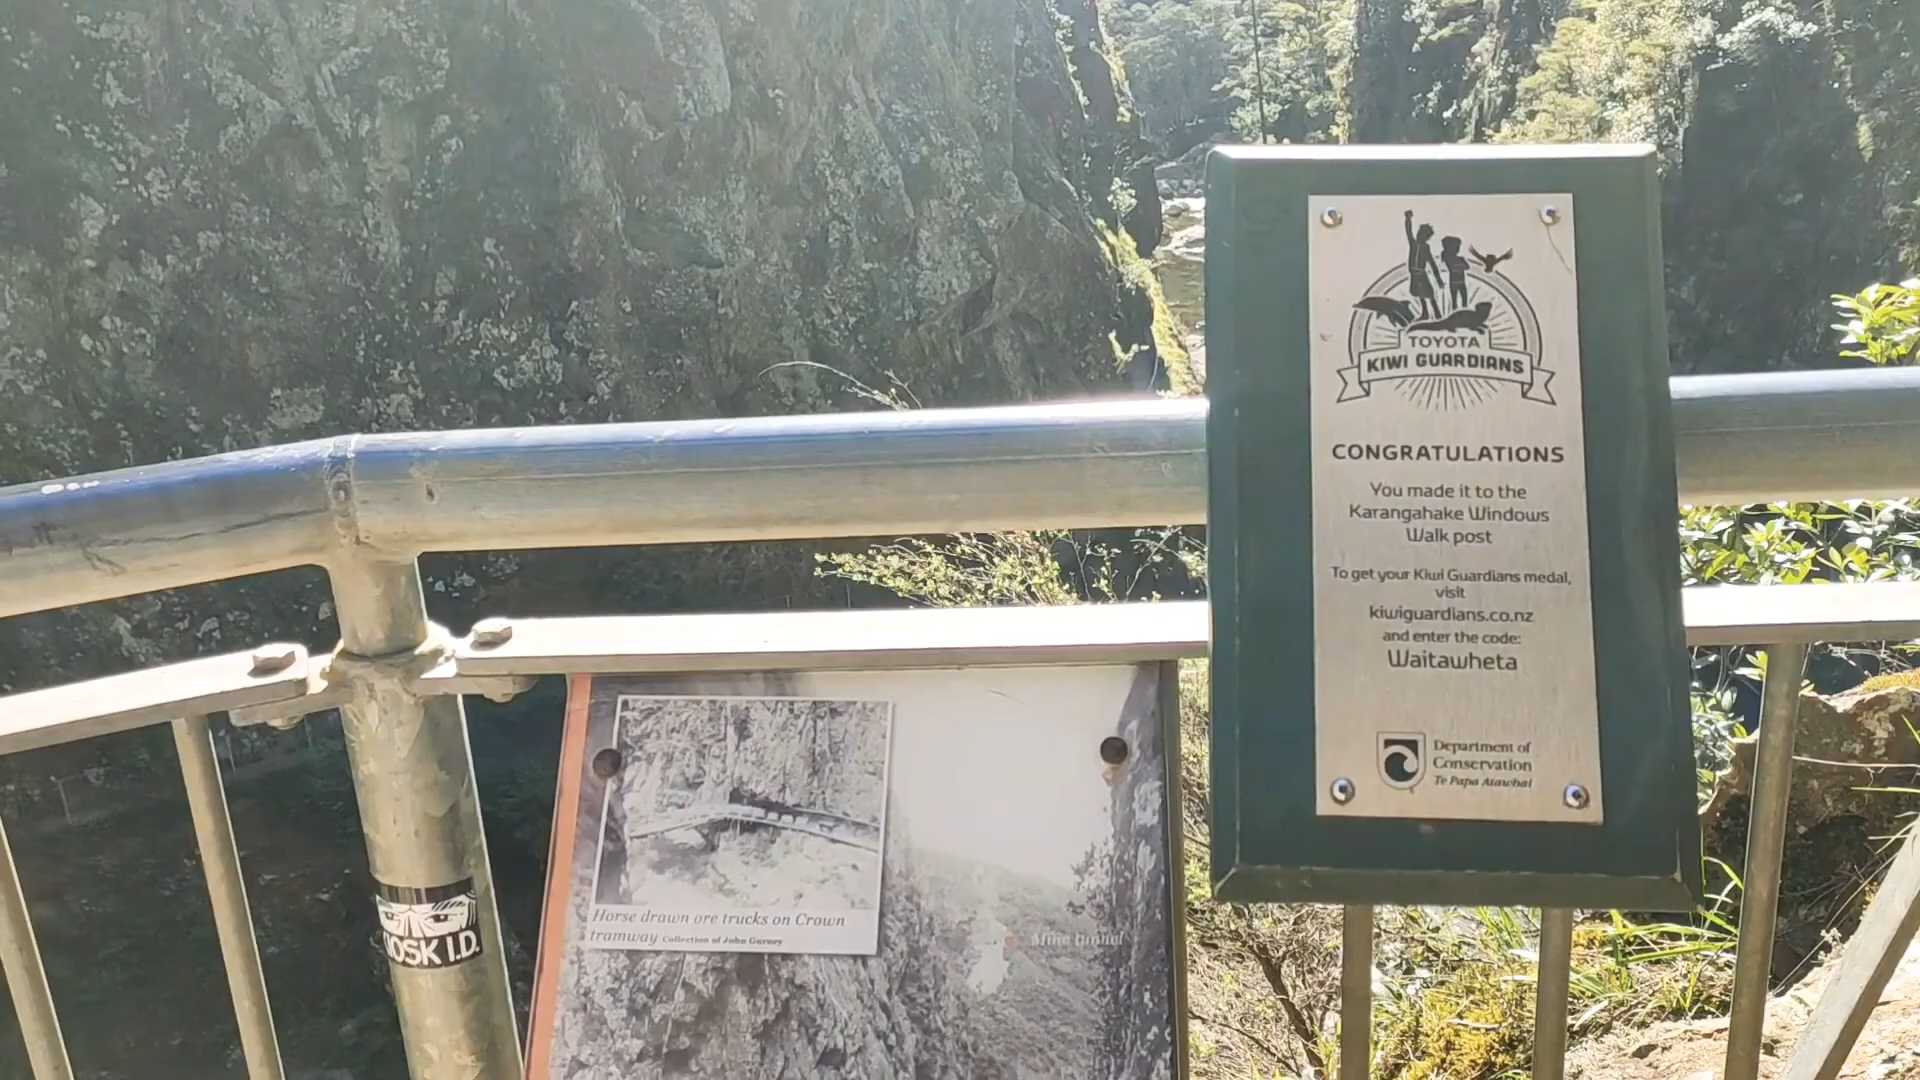 TOYOTA
KIWI GUARDIANS
CONGRATULATIONS
You made it to the
Karangahake Windows
Walk post
To get your Kiwi Guardians medal,
visit
kiwiguardians.co.nz
and enter the code:
Waitawheta
Department of
Conservation
Te Papa Atawhai
Horse drawn ore trucks on Crown
tramway Collection of John Gurney
Mine tunnel
OSK I.D.